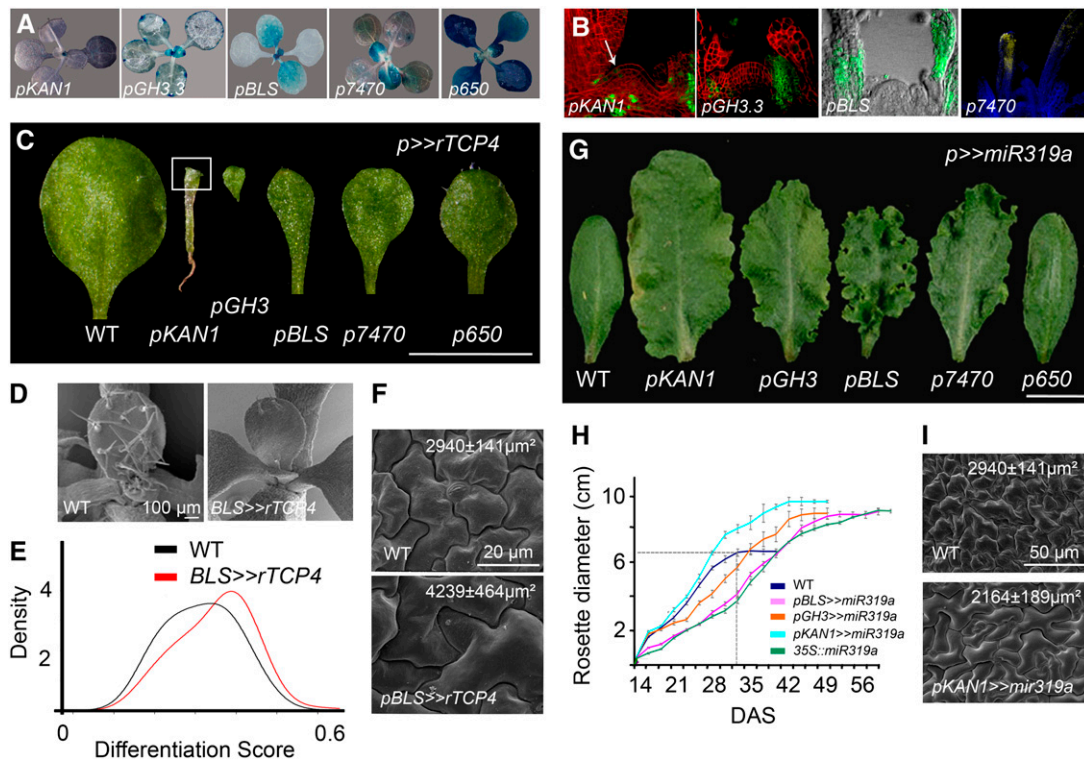 A
pKAN1
pGH3.3
pBLS
p7470
p650
B
pKAN1
pGH3.3
pBLS
p7470
C
p>>rTCP4
WT
pKAN1
pGH3
pBLS
p7470
p650
G
p>>miR319a
WT
pKAN1
pGH3
pBLS
p7470
p650
D
WT
100 µm
BLS>>rTCP4
E
WT
BLS>>rTCP4
Density
4
2
0
0.6
Differentiation Score
F
2940±141µm²
WT
20 µm
4239±464µm²
pBLS>>rTCP4
H
Rosette diameter (cm)
10
8
6
4
2
WT
pBLS>>miR319a
pGH3>>miR319a
pKAN1>>miR319a
35S::miR319a
14 21 28 35 42 49 56
DAS
I
2940±141µm²
WT
50 µm
2164±189µm²
pKAN1>>mir319a